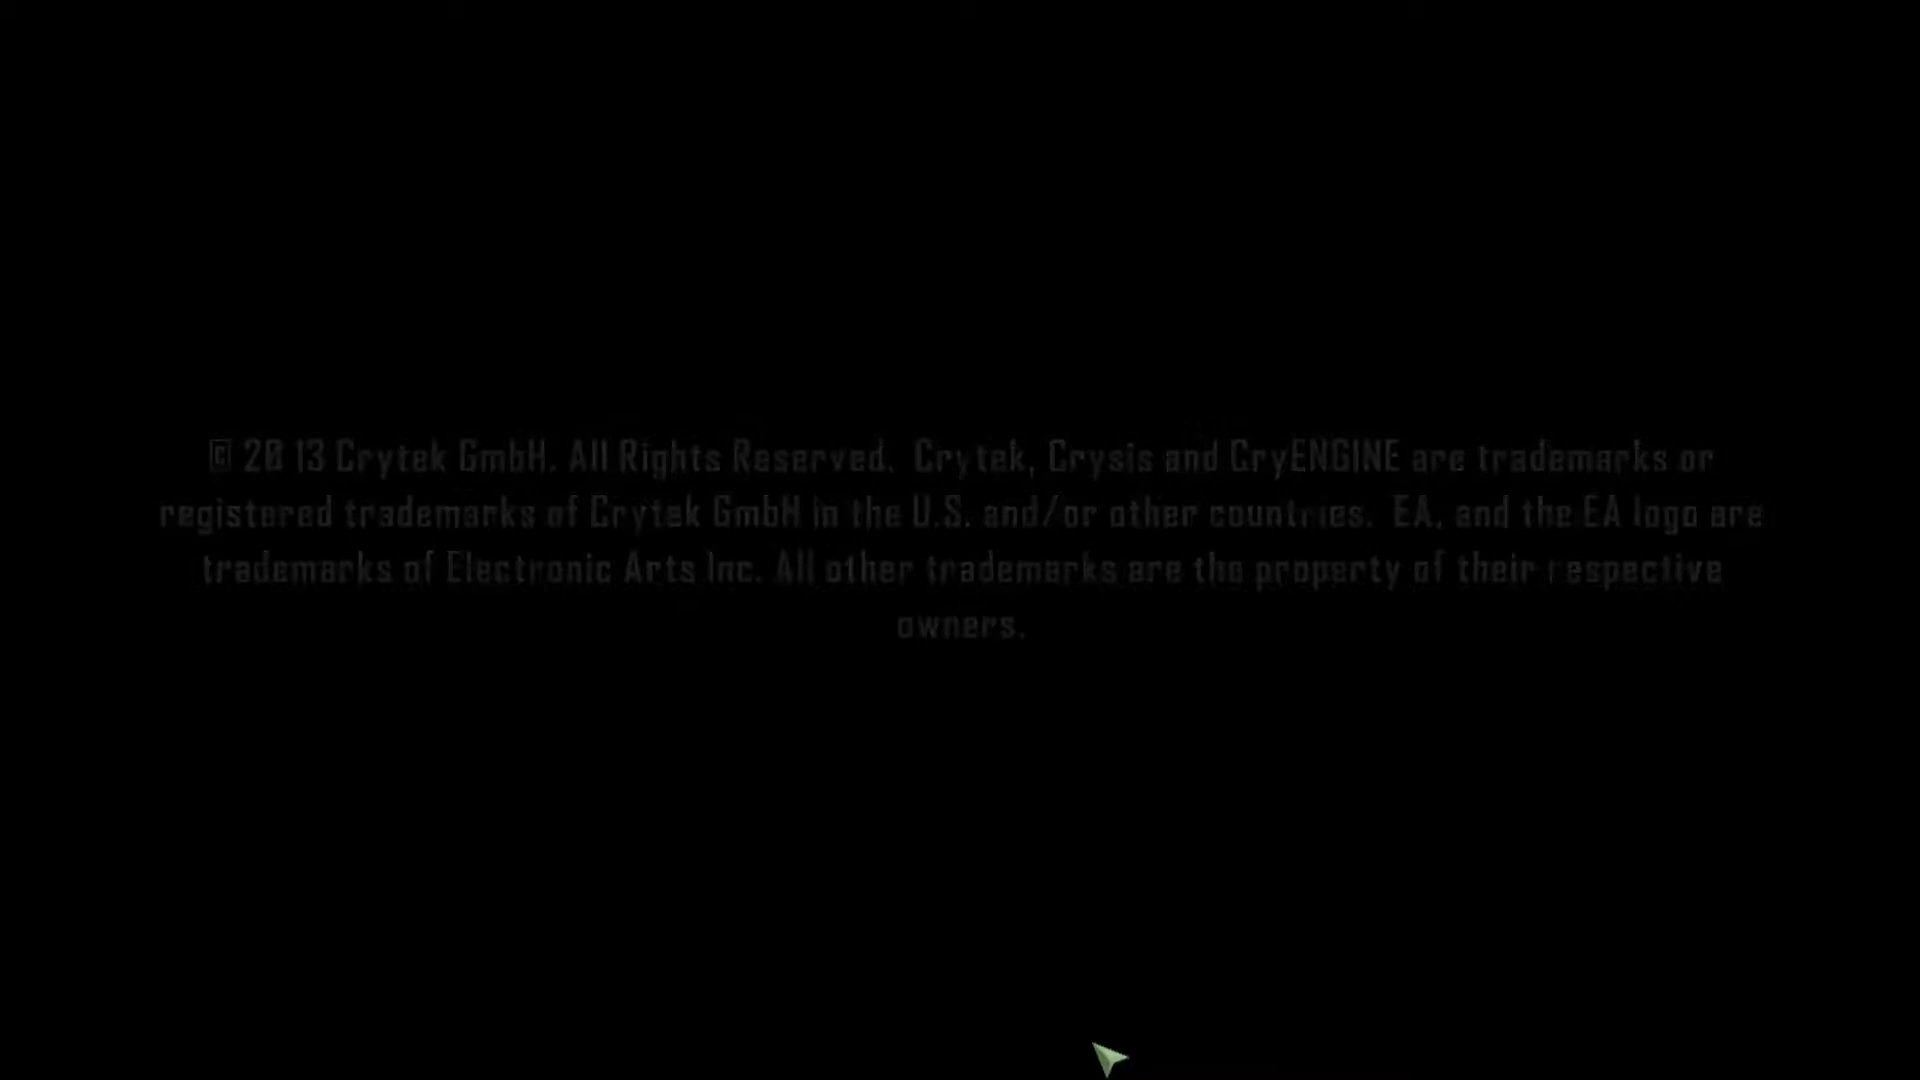 © 2013 Crytek GmbH. All Rights Reserved. Crytek, Crysis and CryENGINE are trademarks or
registered trademarks of Crytek GmbH in the U.S. and/or other countries. EA, and the EA logo are
trademarks of Electronic Arts Inc. All other trademarks are the property of their respective
owners.